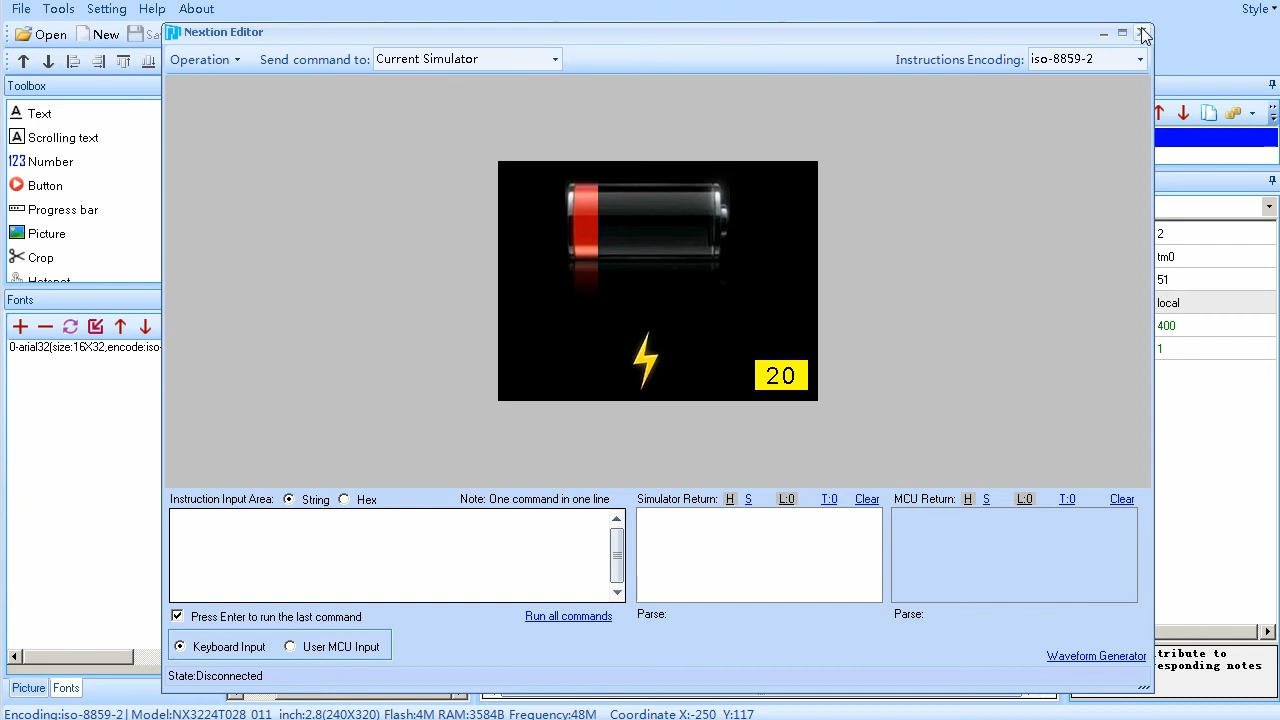 File Tools Setting Help About Style
Open New Sa
Nextion Editor
Operation Send command to: Current Simulator Instructions Encoding: iso-8859-2
Toolbox
Text
Scrolling text
123 Number
Button
Progress bar
Picture
Crop
Hotspot
Fonts
0-arial32(size:16X32,encode:iso-
20
2
tm0
51
local
400
1
Instruction Input Area: String Hex Note: One command in one line
Simulator Return: H S L:0 T:0 Clear
MCU Return: H S L:0 T:0 Clear
Press Enter to run the last command Run all commands
Parse:
Parse:
Keyboard Input User MCU Input
Waveform Generator
State:Disconnected
tribute to
esponding notes
Picture Fonts
Encoding:iso-8859-2| Model:NX3224T028_011 inch:2.8(240X320) Flash:4M RAM:3584B Frequency:48M Coordinate X:-250 Y:117